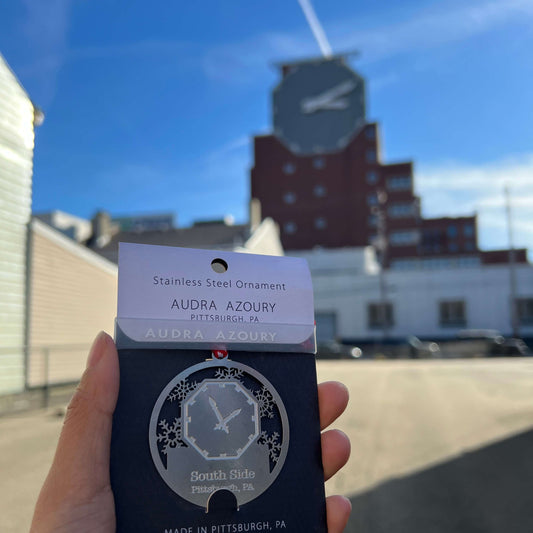 Stainless Steel Ornament
AUDRA AZOURY
PITTSBURGH, PA
AUDRA AZOURY
South Side
Pittsburgh, PA
MADE IN PITTSBURGH, PA